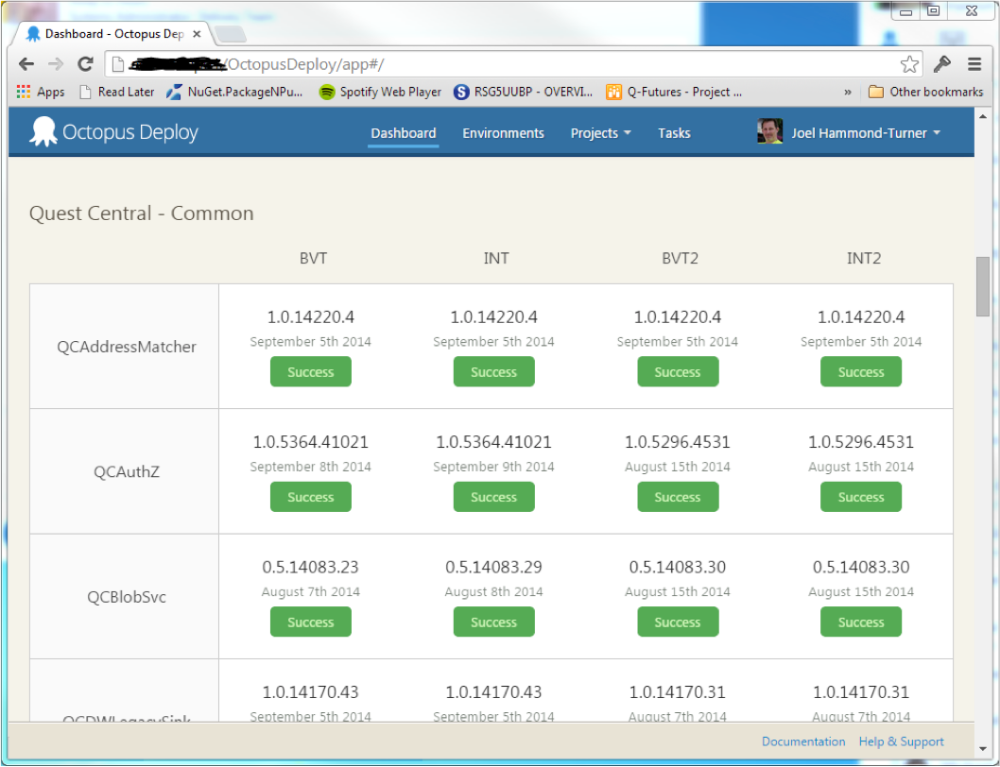 Dashboard - Octopus Dep
/OctopusDeploy/app#/
Apps Read Later NuGet.PackageNPu... Spotify Web Player RSG5UUBP - OVERVI... Q-Futures - Project ... » Other bookmarks
Octopus Deploy Dashboard Environments Projects Tasks Joel Hammond-Turner
Quest Central - Common
BVT INT BVT2 INT2
1.0.14220.4 1.0.14220.4 1.0.14220.4 1.0.14220.4
QCAddressMatcher September 5th 2014 September 5th 2014 September 5th 2014 September 5th 2014
Success Success Success Success
1.0.5364.41021 1.0.5364.41021 1.0.5296.4531 1.0.5296.4531
QCAuthZ September 8th 2014 September 9th 2014 August 15th 2014 August 15th 2014
Success Success Success Success
0.5.14083.23 0.5.14083.29 0.5.14083.30 0.5.14083.30
QCBlobSvc August 7th 2014 August 8th 2014 August 15th 2014 August 15th 2014
Success Success Success Success
1.0.14170.43 1.0.14170.43 1.0.14170.31 1.0.14170.31
QCDWLegacySink September 5th 2014 September 5th 2014 August 7th 2014 August 7th 2014
Documentation Help & Support